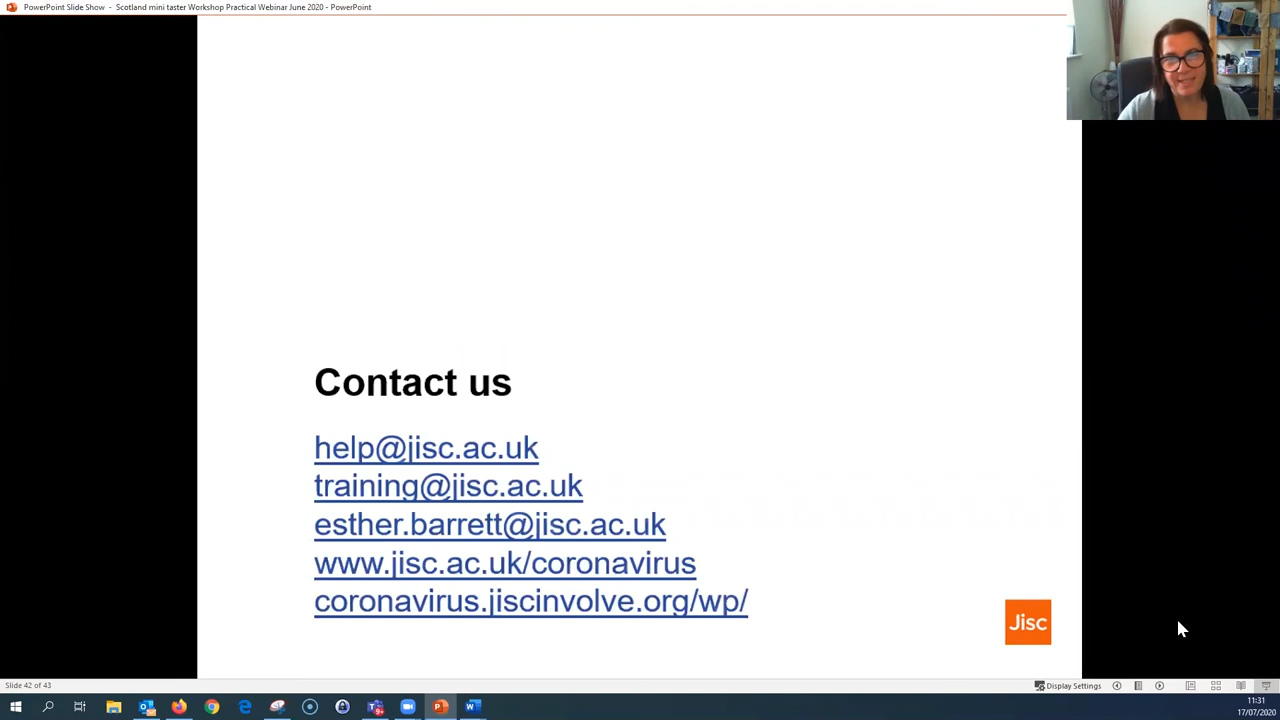 PowerPoint Slide Show - Scotland mini taster Workshop Practical Webinar June 2020 - PowerPoint
Contact us
help@jisc.ac.uk
training@jisc.ac.uk
esther.barrett@jisc.ac.uk
www.jisc.ac.uk/coronavirus
coronavirus.jiscinvolve.org/wp/
Jisc
Slide 42 of 43
Display Settings
11:31
17/07/2020